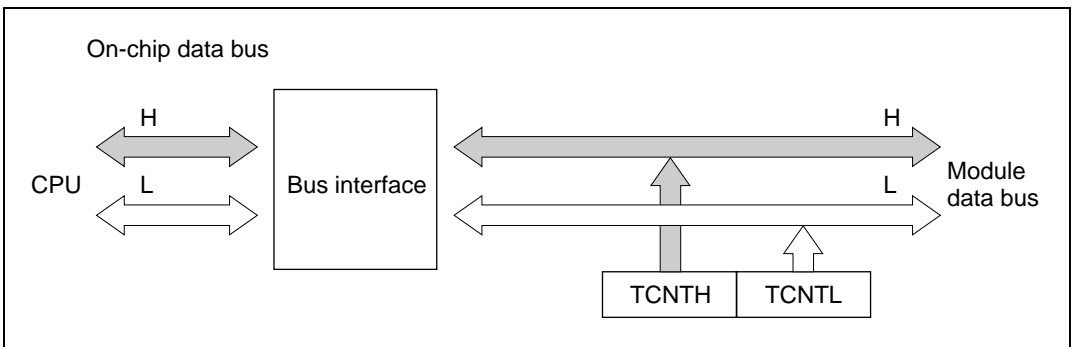 On-chip data bus
H
H
CPU
L
Bus interface
L
Module
data bus
TCNTH
TCNTL